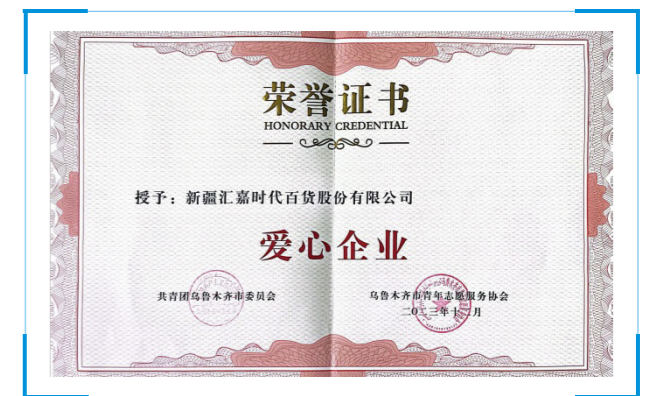 荣誉证书
HONORARY CREDENTIAL
授予：新疆汇嘉时代百货股份有限公司
爱心企业
共青团乌鲁木齐市委员会
乌鲁木齐市青年志愿服务协会
二〇二三年十二月